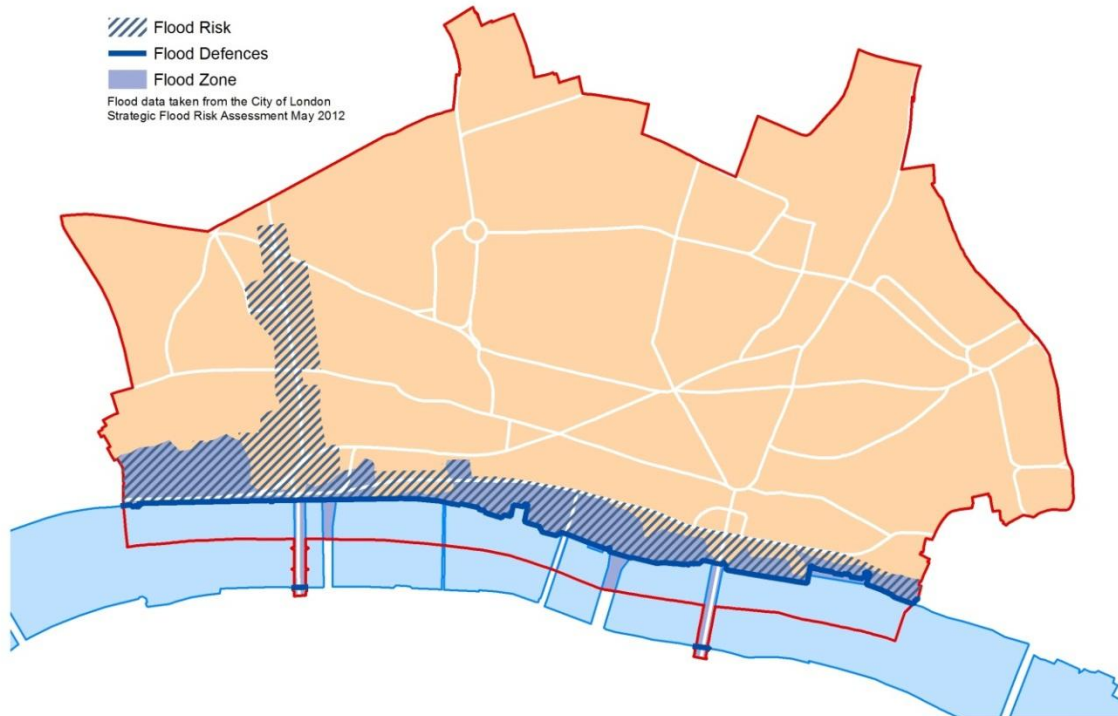 Flood Risk
Flood Defences
Flood Zone
Flood data taken from the City of London
Strategic Flood Risk Assessment May 2012